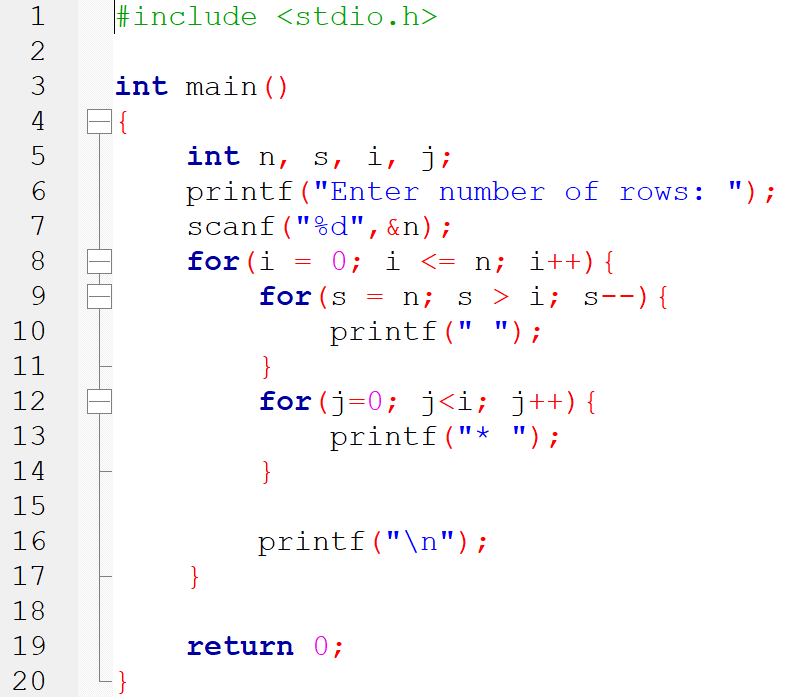 1 #include <stdio.h>
2
3 int main()
4 {
5     int n, s, i, j;
6     printf("Enter number of rows: ");
7     scanf("%d",&n);
8     for(i = 0; i <= n; i++){
9         for(s = n; s > i; s--){
10             printf(" ");
11         }
12         for(j=0; j<i; j++){
13             printf("* ");
14         }
15
16         printf("\n");
17     }
18
19     return 0;
20 }